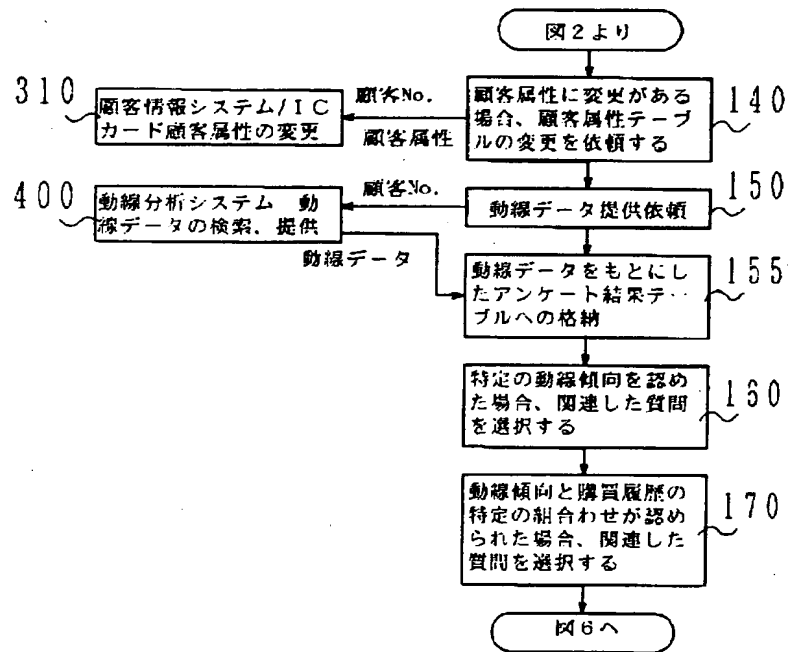 図2より
310
顧客情報システム/IC
カード顧客属性の変更
顧客No.
顧客属性
顧客属性に変更がある
場合、顧客属性テーブ
ルの変更を依頼する
140
400
動線分析システム 動
線データの検索、提供
顧客No.
動線データ
動線データ提供依頼
150
動線データをもとにし
たアンケート結果テー
ブルへの格納
155
特定の動線傾向を認め
た場合、関連した質問
を選択する
160
動線傾向と購買履歴の
特定の組合わせが認め
られた場合、関連した
質問を選択する
170
図6へ